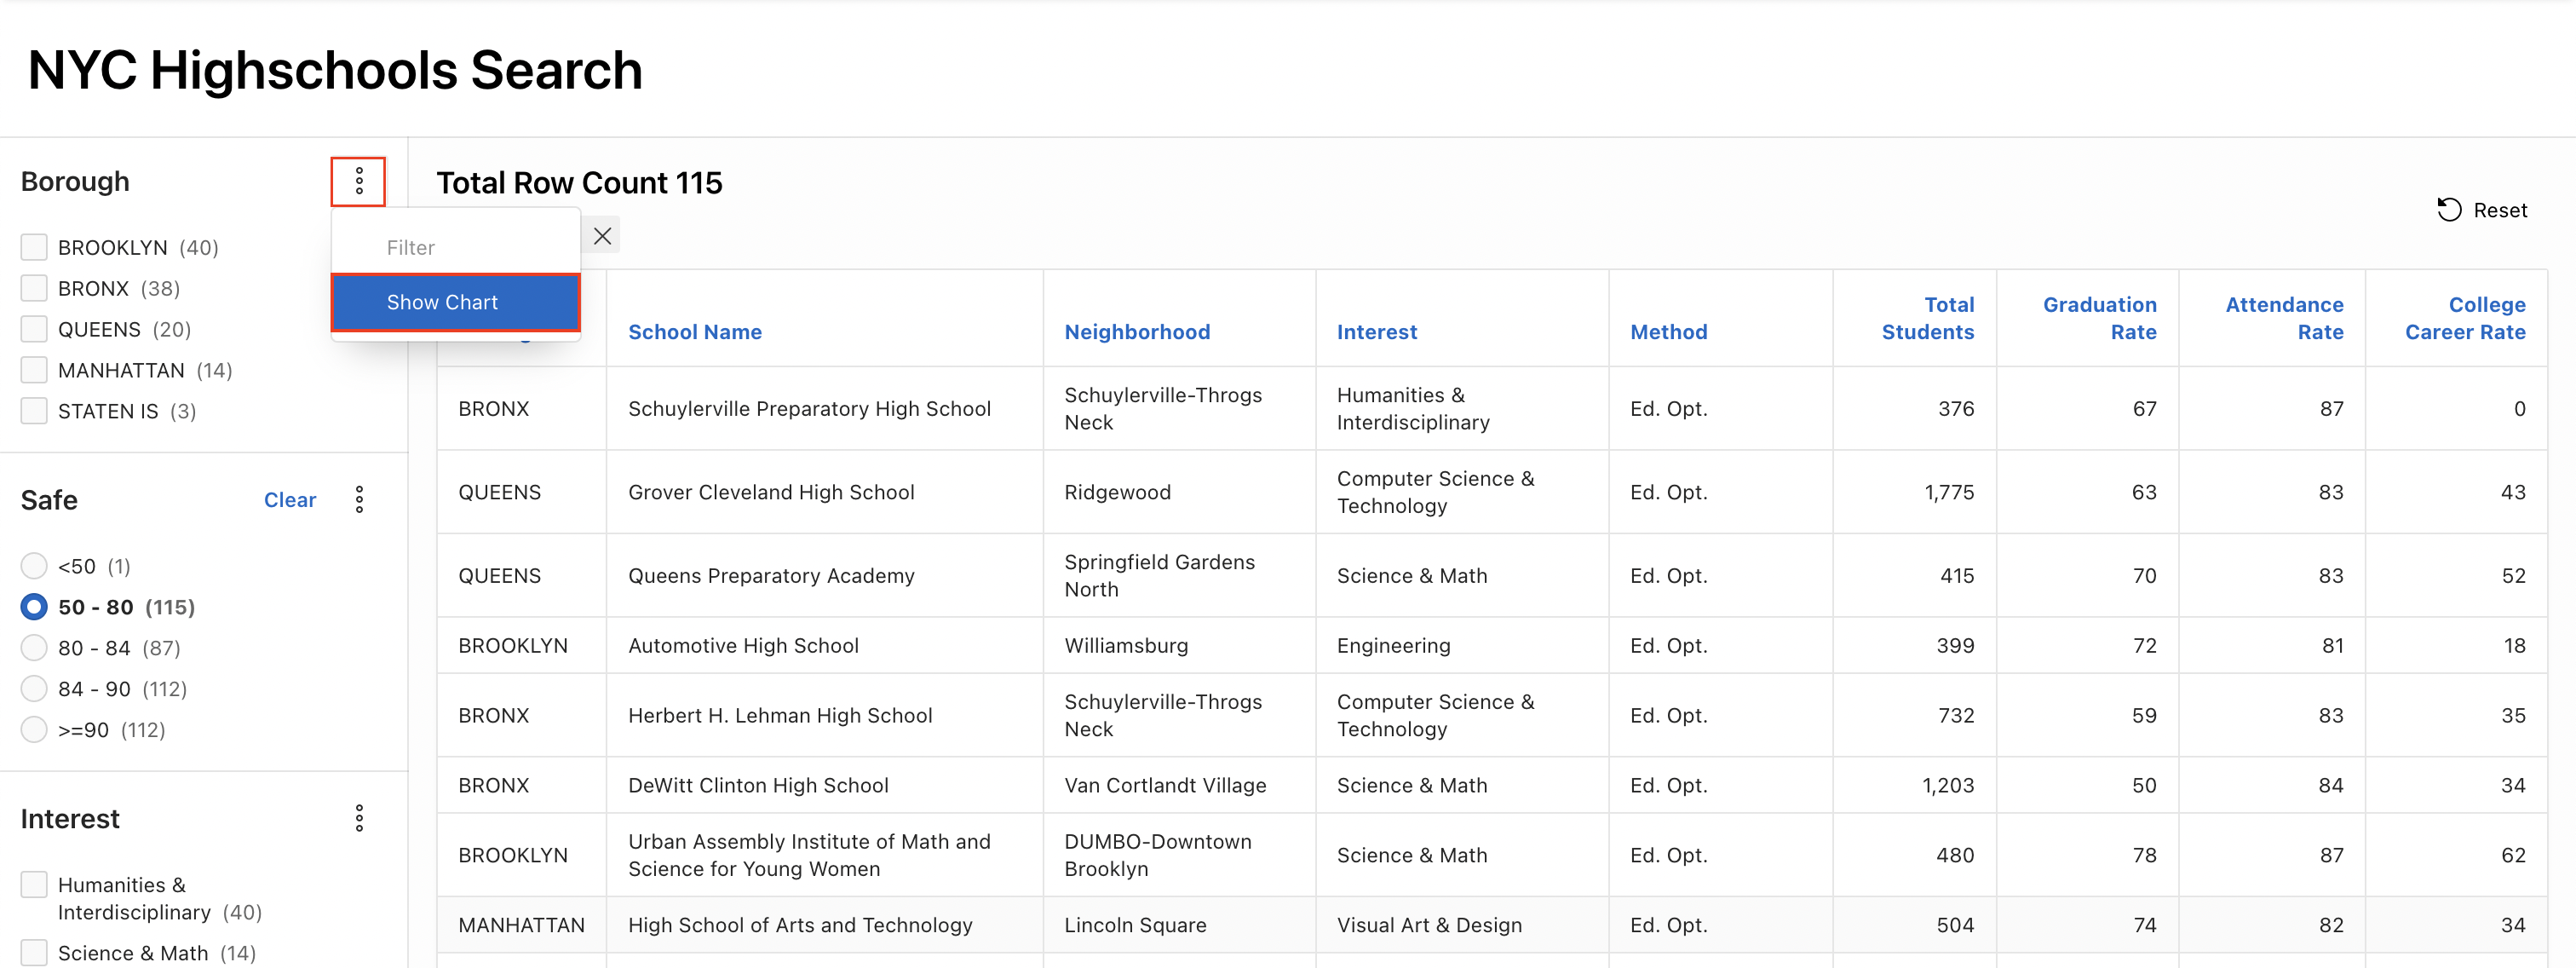 NYC Highschools Search
Borough
BROOKLYN (40)
BRONX (38)
QUEENS (20)
MANHATTAN (14)
STATEN IS (3)
Filter
Show Chart
Safe
Clear
<50 (1)
50 - 80 (115)
80 - 84 (87)
84 - 90 (112)
>=90 (112)
Interest
Humanities &
Interdisciplinary (40)
Science & Math (14)
Total Row Count 115
Reset
School Name
Neighborhood
Interest
Method
Total
Students
Graduation
Rate
Attendance
Rate
College
Career Rate
BRONX
Schuylerville Preparatory High School
Schuylerville-Throgs
Neck
Humanities &
Interdisciplinary
Ed. Opt.
376
67
87
0
QUEENS
Grover Cleveland High School
Ridgewood
Computer Science &
Technology
Ed. Opt.
1,775
63
83
43
QUEENS
Queens Preparatory Academy
Springfield Gardens
North
Science & Math
Ed. Opt.
415
70
83
52
BROOKLYN
Automotive High School
Williamsburg
Engineering
Ed. Opt.
399
72
81
18
BRONX
Herbert H. Lehman High School
Schuylerville-Throgs
Neck
Computer Science &
Technology
Ed. Opt.
732
59
83
35
BRONX
DeWitt Clinton High School
Van Cortlandt Village
Science & Math
Ed. Opt.
1,203
50
84
34
BROOKLYN
Urban Assembly Institute of Math and
Science for Young Women
DUMBO-Downtown
Brooklyn
Science & Math
Ed. Opt.
480
78
87
62
MANHATTAN
High School of Arts and Technology
Lincoln Square
Visual Art & Design
Ed. Opt.
504
74
82
34